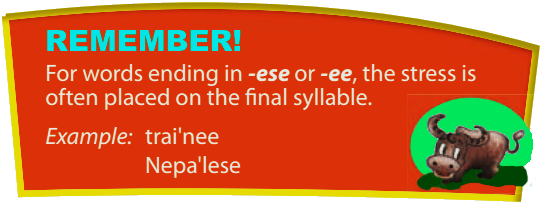 REMEMBER!
For words ending in -ese or -ee, the stress is
often placed on the final syllable.
Example: trai'nee
Nepa'lese